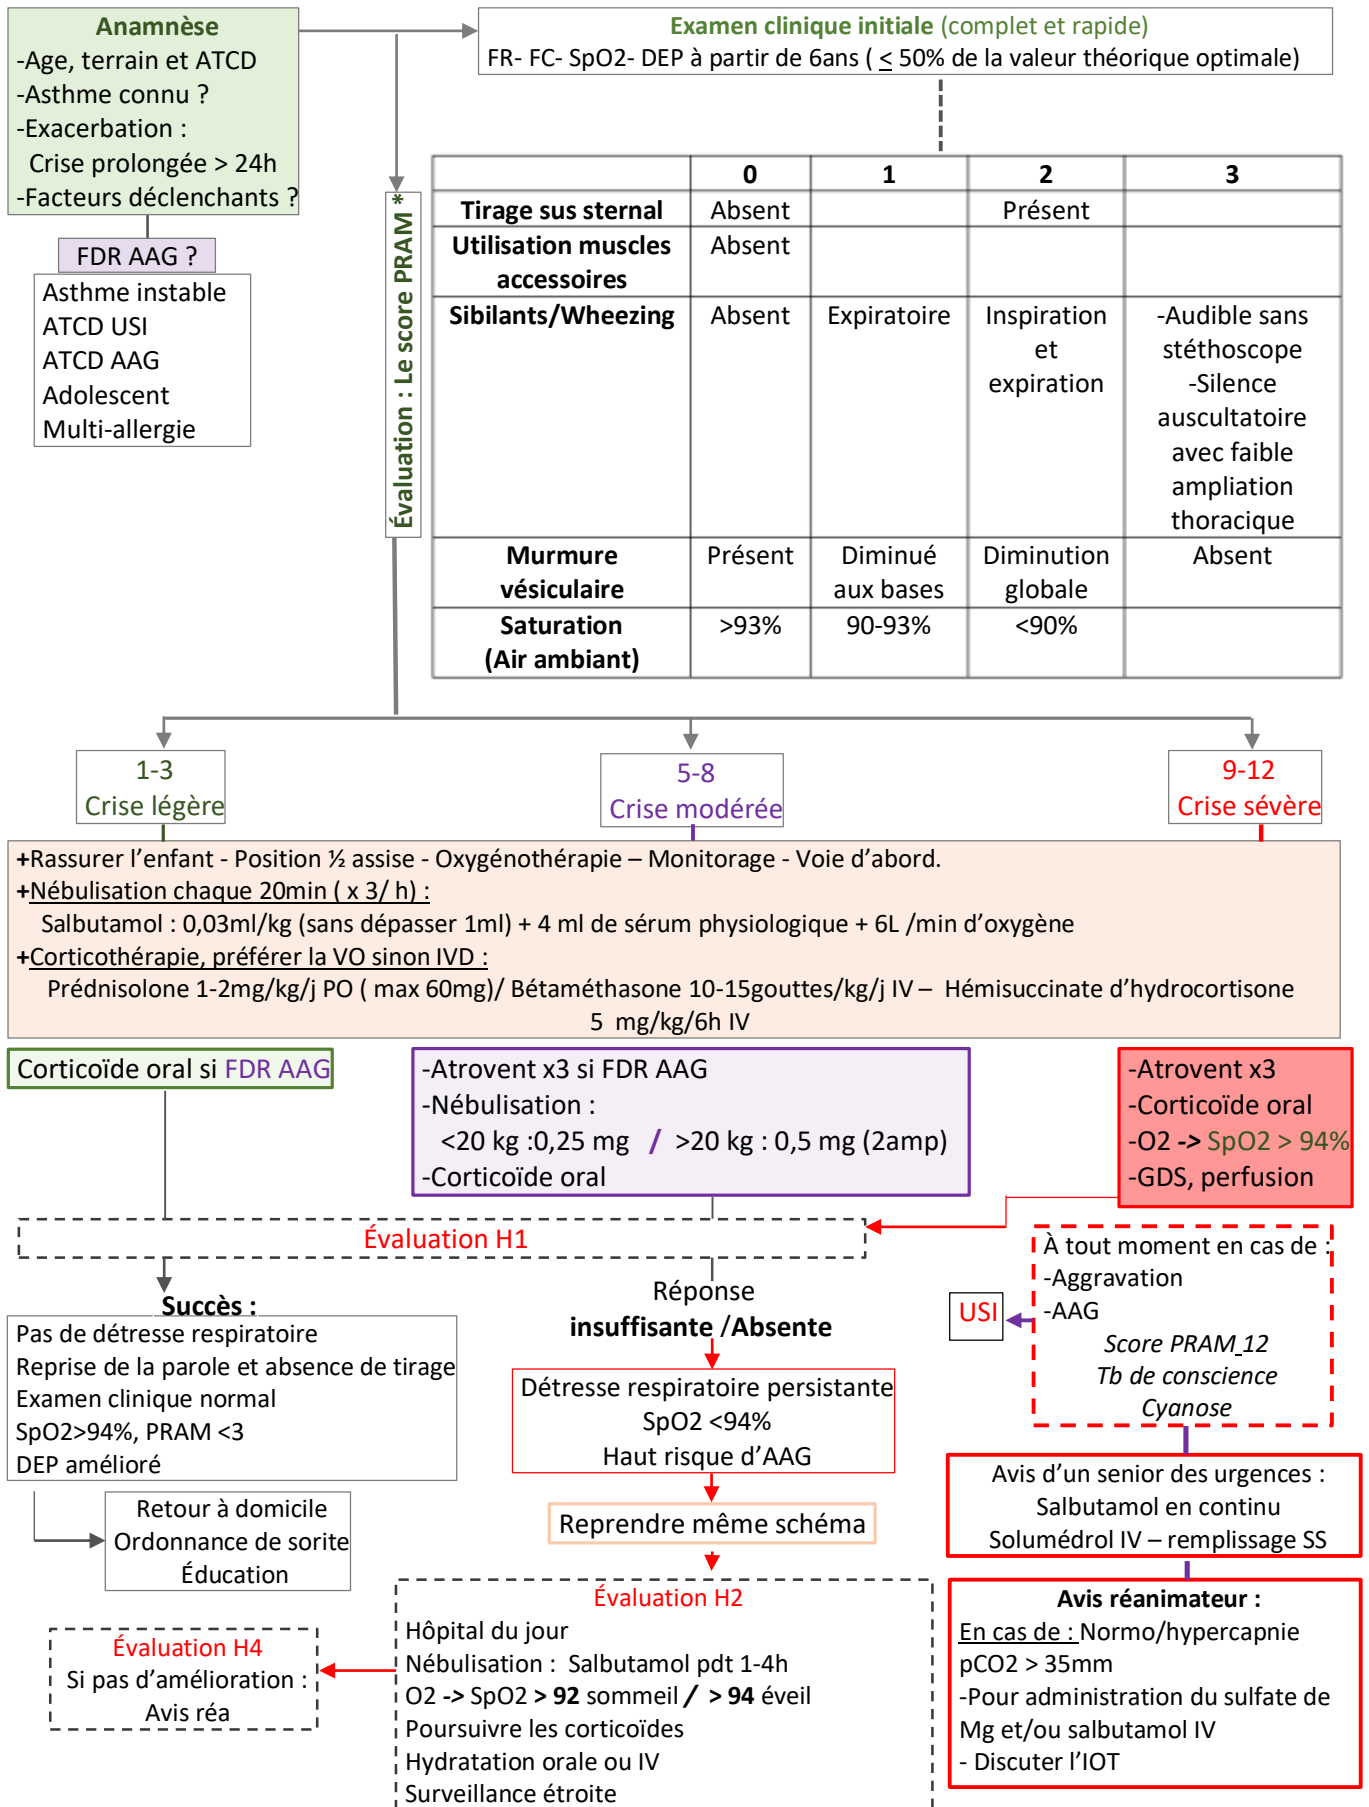 Anamnèse
-Age, terrain et ATCD
-Asthme connu ?
-Exacerbation :
Crise prolongée > 24h
-Facteurs déclenchants ?
FDR AAG ?
Asthme instable
ATCD USI
ATCD AAG
Adolescent
Multi-allergie
Examen clinique initiale (complet et rapide)
FR- FC- SpO2- DEP à partir de 6ans ( < 50% de la valeur théorique optimale)
Évaluation : Le score PRAM *
0 1 2 3
Tirage sus sternal Absent Présent
Utilisation muscles accessoires Absent
Sibilants/Wheezing Absent Expiratoire Inspiration et expiration -Audible sans stéthoscope -Silence auscultatoire avec faible ampliation thoracique
Murmure vésiculaire Présent Diminué aux bases Diminution globale Absent
Saturation (Air ambiant) >93% 90-93% <90%
1-3
Crise légère
5-8
Crise modérée
9-12
Crise sévère
+Rassurer l’enfant - Position ½ assise - Oxygénothérapie – Monitorage - Voie d’abord.
+Nébulisation chaque 20min ( x 3/ h) :
Salbutamol : 0,03ml/kg (sans dépasser 1ml) + 4 ml de sérum physiologique + 6L /min d’oxygène
+Corticothérapie, préférer la VO sinon IVD :
Prédnisolone 1-2mg/kg/j PO ( max 60mg)/ Bétaméthasone 10-15gouttes/kg/j IV – Hémisuccinate d’hydrocortisone
5 mg/kg/6h IV
Corticoïde oral si FDR AAG
-Atrovent x3 si FDR AAG
-Nébulisation :
<20 kg :0,25 mg / >20 kg : 0,5 mg (2amp)
-Corticoïde oral
-Atrovent x3
-Corticoïde oral
-O2 -> SpO2 > 94%
-GDS, perfusion
Évaluation H1
Succès :
Pas de détresse respiratoire
Reprise de la parole et absence de tirage
Examen clinique normal
SpO2>94%, PRAM <3
DEP amélioré
Retour à domicile
Ordonnance de sorite
Éducation
Réponse
insuffisante /Absente
Détresse respiratoire persistante
SpO2 <94%
Haut risque d’AAG
Reprendre même schéma
Évaluation H2
Hôpital du jour
Nébulisation : Salbutamol pdt 1-4h
O2 -> SpO2 > 92 sommeil / > 94 éveil
Poursuivre les corticoïdes
Hydratation orale ou IV
Surveillance étroite
Évaluation H4
Si pas d’amélioration :
Avis réa
USI
À tout moment en cas de :
-Aggravation
-AAG
Score PRAM_12
Tb de conscience
Cyanose
Avis d’un senior des urgences :
Salbutamol en continu
Solumédrol IV – remplissage SS
Avis réanimateur :
En cas de : Normo/hypercapnie
pCO2 > 35mm
-Pour administration du sulfate de
Mg et/ou salbutamol IV
- Discuter l’IOT